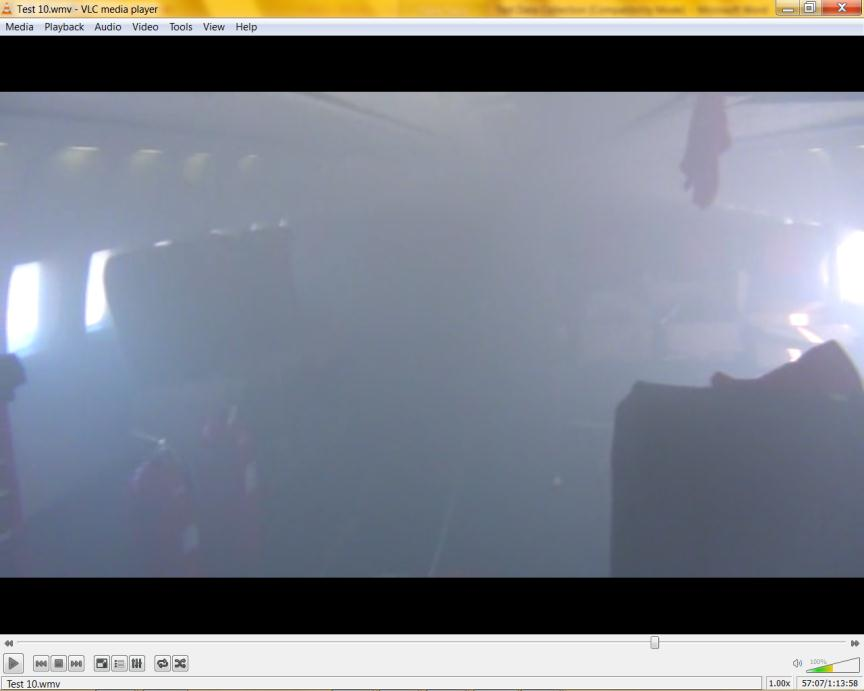 Test 10.wmv - VLC media player
Media Playback Audio Video Tools View Help
100%
Test 10.wmv
1.00x
57:07/1:13:58